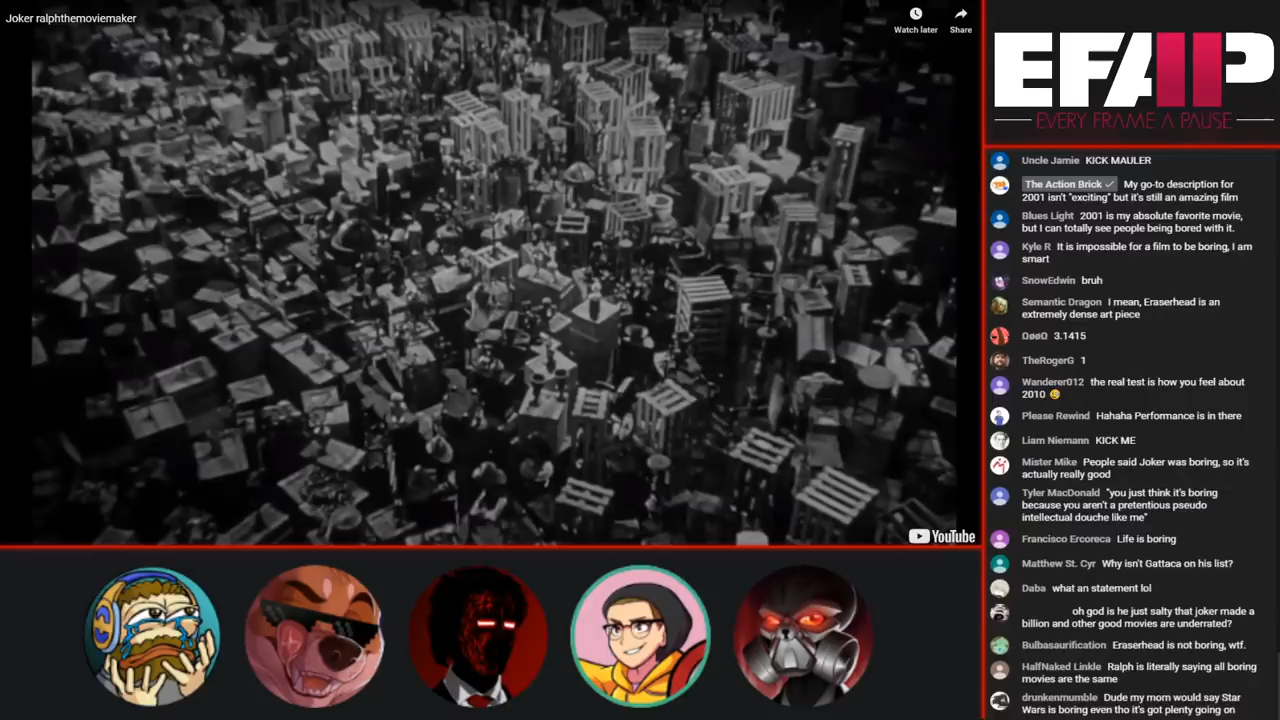 Joker ralphthemoviemaker
Watch later
Share
YouTube
EFAP
EVERY FRAME A PAUSE
Uncle Jamie KICK MAULER
The Action Brick ✓ My go-to description for
2001 isn't "exciting" but it's still an amazing film
Blues Light 2001 is my absolute favorite movie,
but I can totally see people being bored with it.
Kyle R It is impossible for a film to be boring, I am
smart
SnowEdwin bruh
Semantic Dragon I mean, Eraserhead is an
extremely dense art piece
ΩøøΩ 3.1415
TheRogerG 1
Wanderer012 the real test is how you feel about
2010
Please Rewind Hahaha Performance is in there
Liam Niemann KICK ME
Mister Mike People said Joker was boring, so it's
actually really good
Tyler MacDonald "you just think it's boring
because you aren't a pretentious pseudo
intellectual douche like me"
Francisco Ercoreca Life is boring
Matthew St. Cyr Why isn't Gattaca on his list?
Daba what an statement lol
oh god is he just salty that joker made a
billion and other good movies are underrated?
Bulbasaurification Eraserhead is not boring, wtf.
HalfNaked Linkle Ralph is literally saying all boring
movies are the same
drunkenmumble Dude my mom would say Star
Wars is boring even tho it's got plenty going on